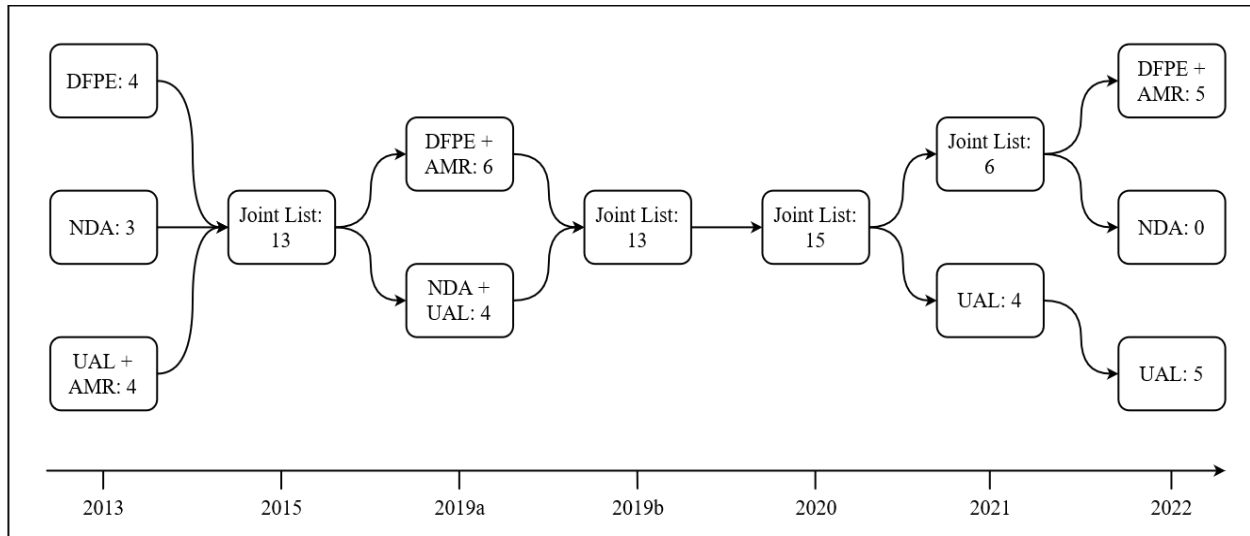 DFPE: 4
NDA: 3
UAL +
AMR: 4
Joint List:
13
DFPE +
AMR: 6
NDA +
UAL: 4
Joint List:
13
Joint List:
15
Joint List:
6
UAL: 4
DFPE +
AMR: 5
NDA: 0
UAL: 5
2013
2015
2019a
2019b
2020
2021
2022